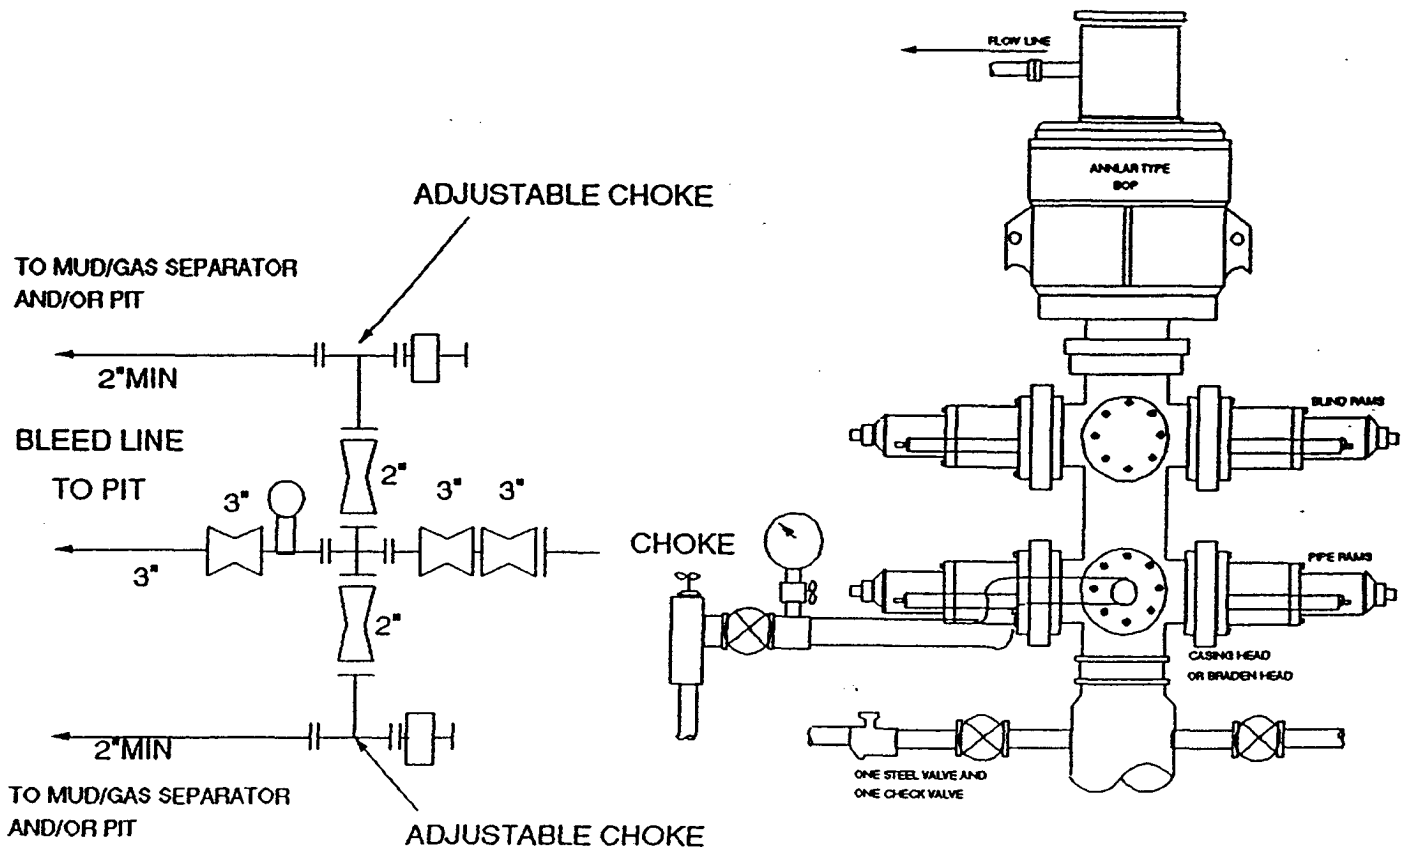 FLOW LINE
ANNLAR TYPE
BOP
ADJUSTABLE CHOKE
TO MUD/GAS SEPARATOR
AND/OR PIT
2"MIN
BLIND RAMS
BLEED LINE
TO PIT
2"
3"
3"
3"
3"
CHOKE
PIPE RAMS
2"
CASING HEAD
OR BRADEN HEAD
2"MIN
ONE STEEL VALVE AND
ONE CHECK VALVE
TO MUD/GAS SEPARATOR
AND/OR PIT
ADJUSTABLE CHOKE